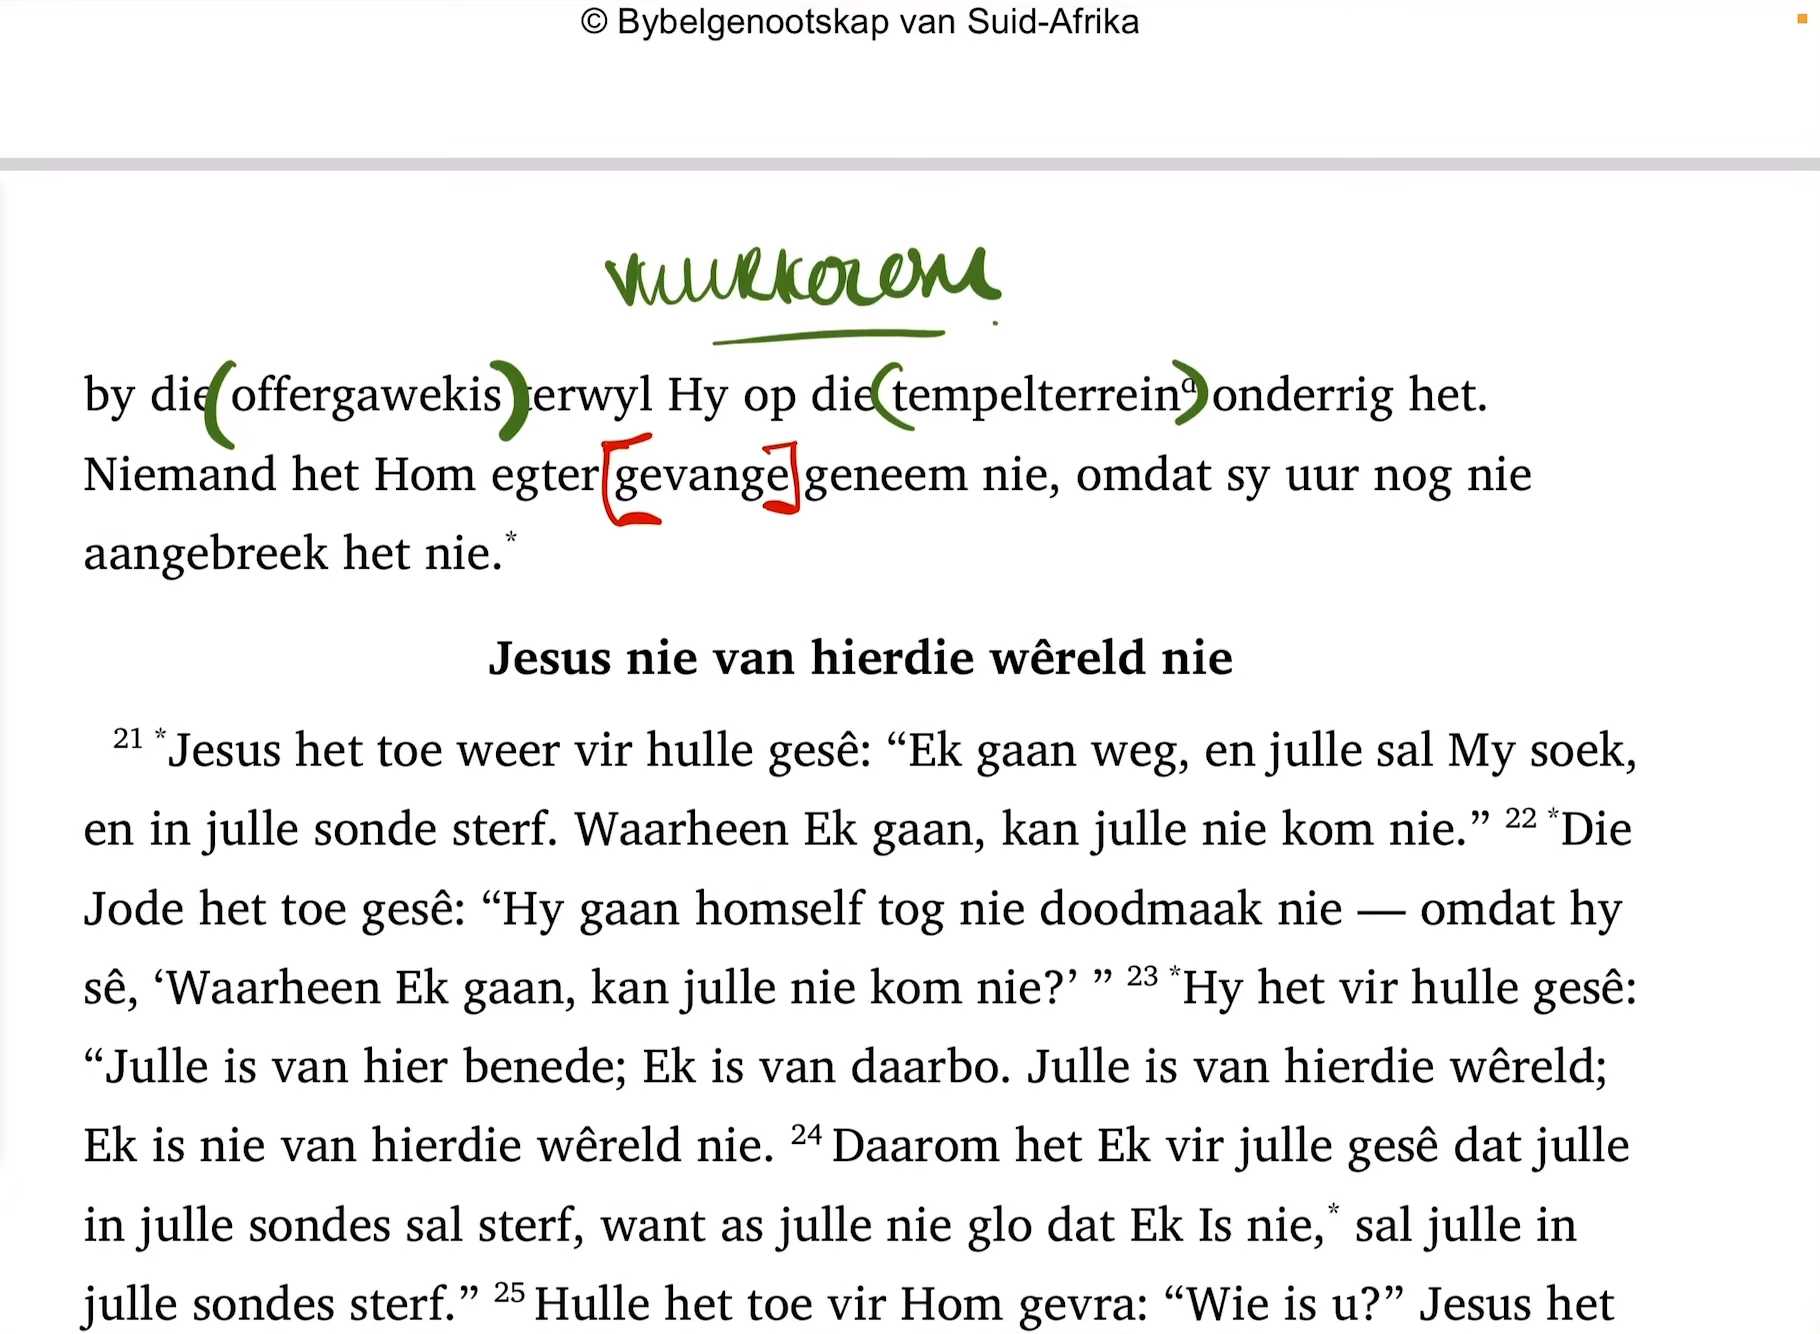 © Bybelgenootskap van Suid-Afrika
vuurkolom
by die (offergawekis) terwyl Hy op die (tempelterrein) onderrig het.
Niemand het Hom egter [gevange] geneem nie, omdat sy uur nog nie
aangebreek het nie.*
Jesus nie van hierdie wêreld nie
21 *Jesus het toe weer vir hulle gesê: “Ek gaan weg, en julle sal My soek,
en in julle sonde sterf. Waarheen Ek gaan, kan julle nie kom nie.” 22 *Die
Jode het toe gesê: “Hy gaan homself tog nie doodmaak nie — omdat hy
sê, ‘Waarheen Ek gaan, kan julle nie kom nie?’ ” 23 *Hy het vir hulle gesê:
“Julle is van hier benede; Ek is van daarbo. Julle is van hierdie wêreld;
Ek is nie van hierdie wêreld nie. 24 Daarom het Ek vir julle gesê dat julle
in julle sondes sal sterf, want as julle nie glo dat Ek Is nie,* sal julle in
julle sondes sterf.” 25 Hulle het toe vir Hom gevra: “Wie is u?” Jesus het